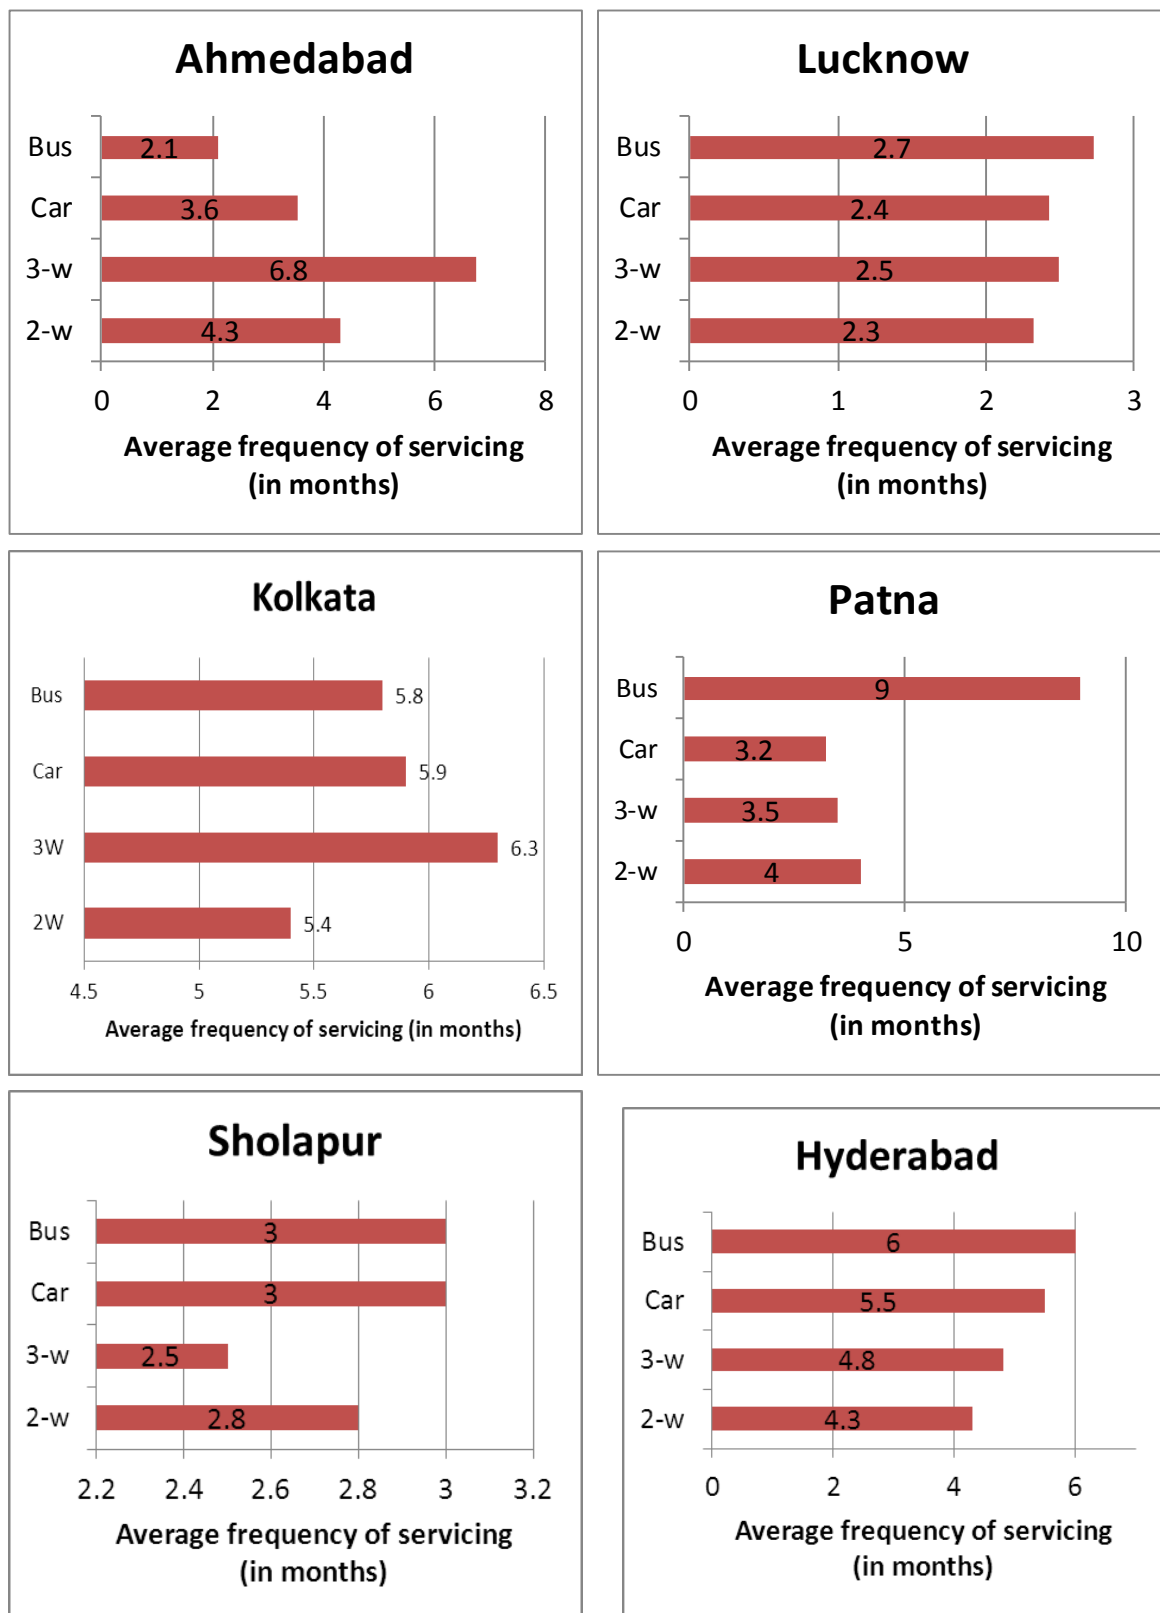 Ahmedabad
Bus 2.1
Car 3.6
3-w 6.8
2-w 4.3
0 2 4 6 8
Average frequency of servicing
(in months)
Lucknow
Bus 2.7
Car 2.4
3-w 2.5
2-w 2.3
0 1 2 3
Average frequency of servicing
(in months)
Kolkata
Bus 5.8
Car 5.9
3W 6.3
2W 5.4
4.5 5 5.5 6 6.5
Average frequency of servicing (in months)
Patna
Bus 9
Car 3.2
3-w 3.5
2-w 4
0 5 10
Average frequency of servicing
(in months)
Sholapur
Bus 3
Car 3
3-w 2.5
2-w 2.8
2.2 2.4 2.6 2.8 3 3.2
Average frequency of servicing
(in months)
Hyderabad
Bus 6
Car 5.5
3-w 4.8
2-w 4.3
0 2 4 6
Average frequency of servicing
(in months)